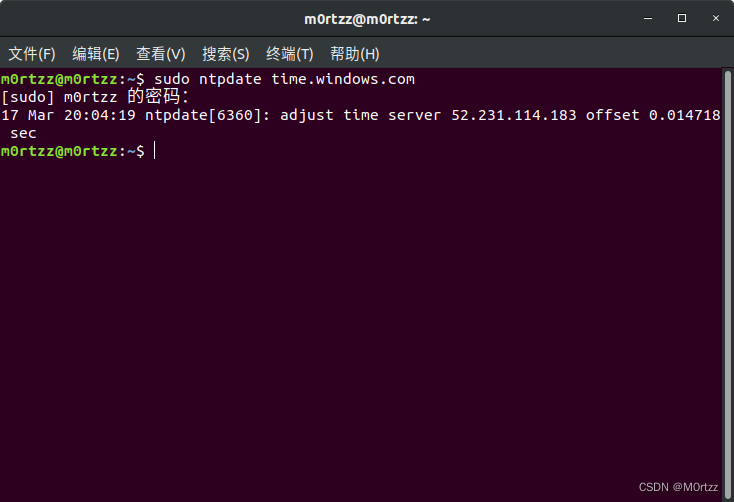 m0rtzz@m0rtzz: ~
文件(F) 编辑(E) 查看(V) 搜索(S) 终端(T) 帮助(H)
m0rtzz@m0rtzz:~$ sudo ntpdate time.windows.com
[sudo] m0rtzz 的密码：
17 Mar 20:04:19 ntpdate[6360]: adjust time server 52.231.114.183 offset 0.014718
 sec
m0rtzz@m0rtzz:~$
CSDN @M0rtzz